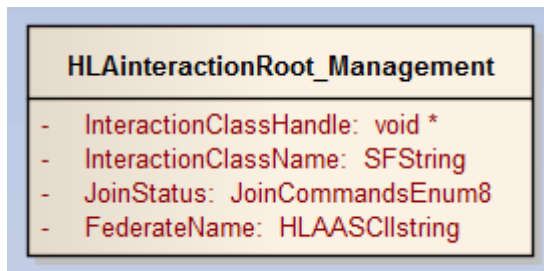 HLAinteractionRoot_Management
- InteractionClassHandle: void *
- InteractionClassName: SFString
- JoinStatus: JoinCommandsEnum8
- FederateName: HLAASCIIstring